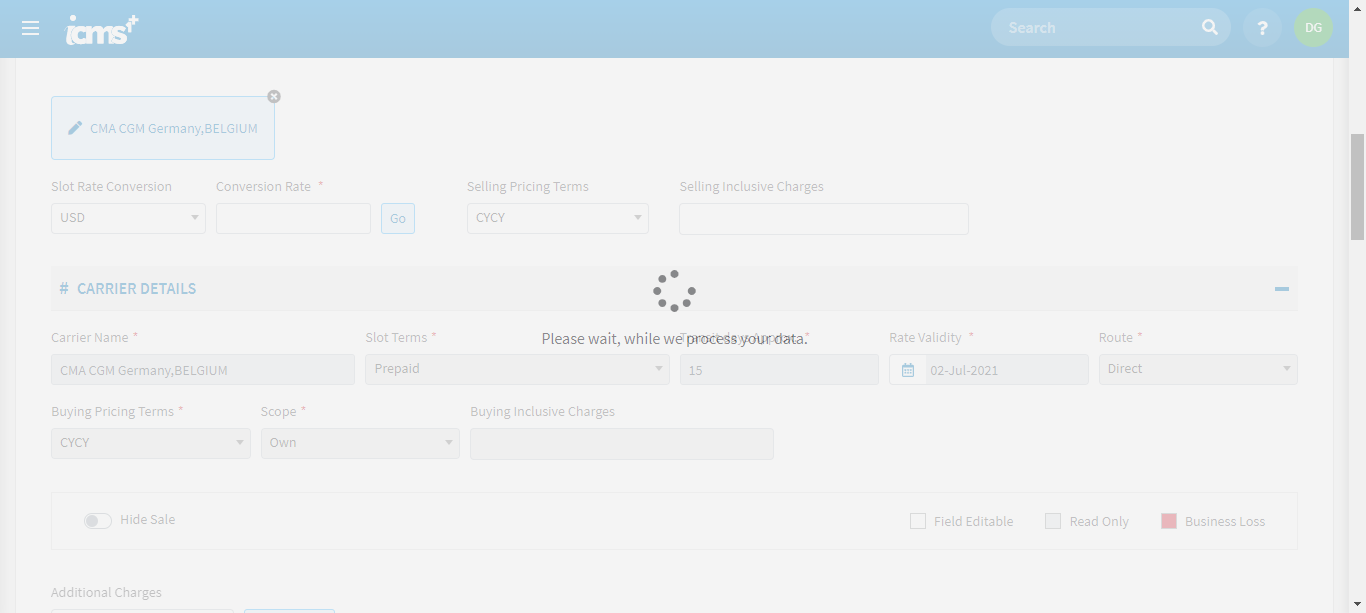 icms+
Search
?
DG
CMA CGM Germany,BELGIUM
Slot Rate Conversion
Conversion Rate *
Selling Pricing Terms
Selling Inclusive Charges
USD
Go
CYCY
# CARRIER DETAILS
Please wait, while we process your data.
Carrier Name *
Slot Terms *
*
Rate Validity *
Route *
CMA CGM Germany,BELGIUM
Prepaid
15
02-Jul-2021
Direct
Buying Pricing Terms *
Scope *
Buying Inclusive Charges
CYCY
Own
Hide Sale
Field Editable
Read Only
Business Loss
Additional Charges